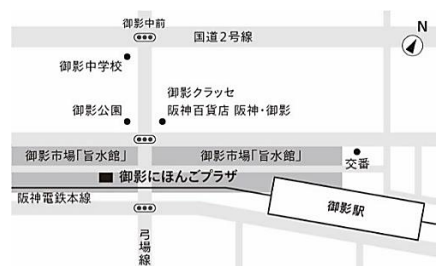 御影中前
N
国道2号線
御影中学校
御影クラッセ
御影公園
阪神百貨店 阪神・御影
御影市場「旨水館」
御影市場「旨水館」
交番
御影にほんごプラザ
阪神電鉄本線
御影駅
弓場線